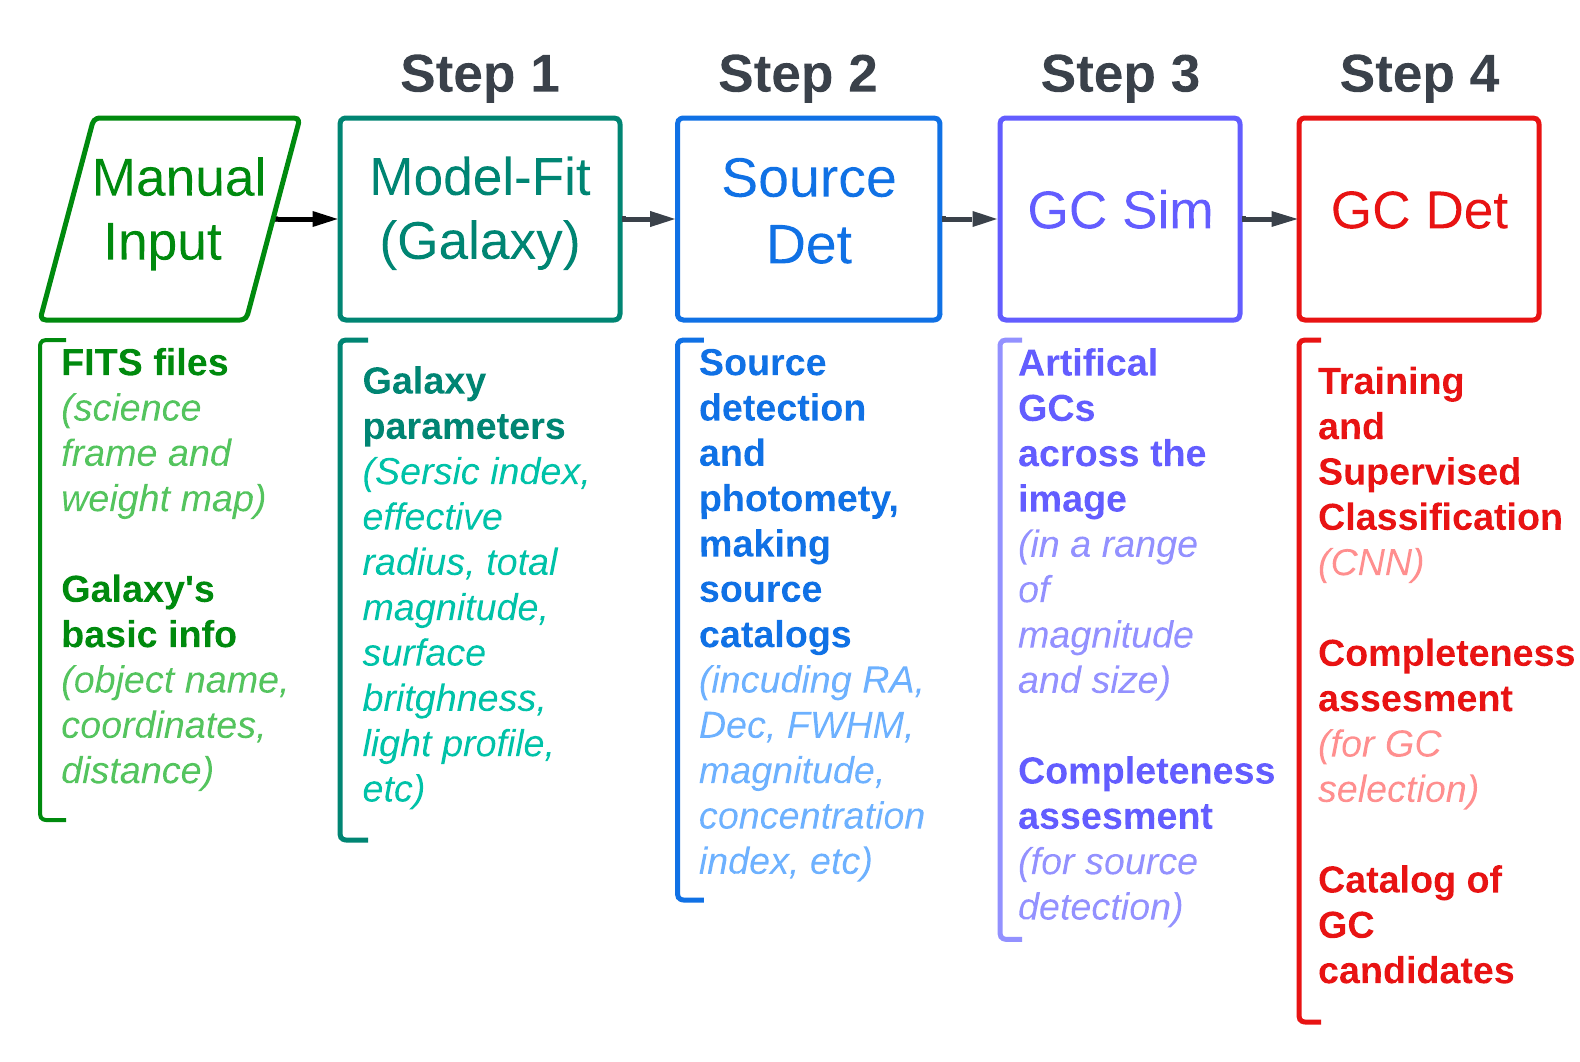 Step 1
Step 2
Step 3
Step 4
Manual
Input
Model-Fit
(Galaxy)
Source
Det
GC Sim
GC Det
FITS files
(science
frame and
weight map)
Galaxy's
basic info
(object name,
coordinates,
distance)
Galaxy
parameters
(Sersic index,
effective
radius, total
magnitude,
surface
britghness,
light profile,
etc)
Source
detection
and
photomety,
making
source
catalogs
(incuding RA,
Dec, FWHM,
magnitude,
concentration
index, etc)
Artifical
GCs
across the
image
(in a range
of
magnitude
and size)
Completeness
assesment
(for source
detection)
Training
and
Supervised
Classification
(CNN)
Completeness
assesment
(for GC
selection)
Catalog of
GC
candidates